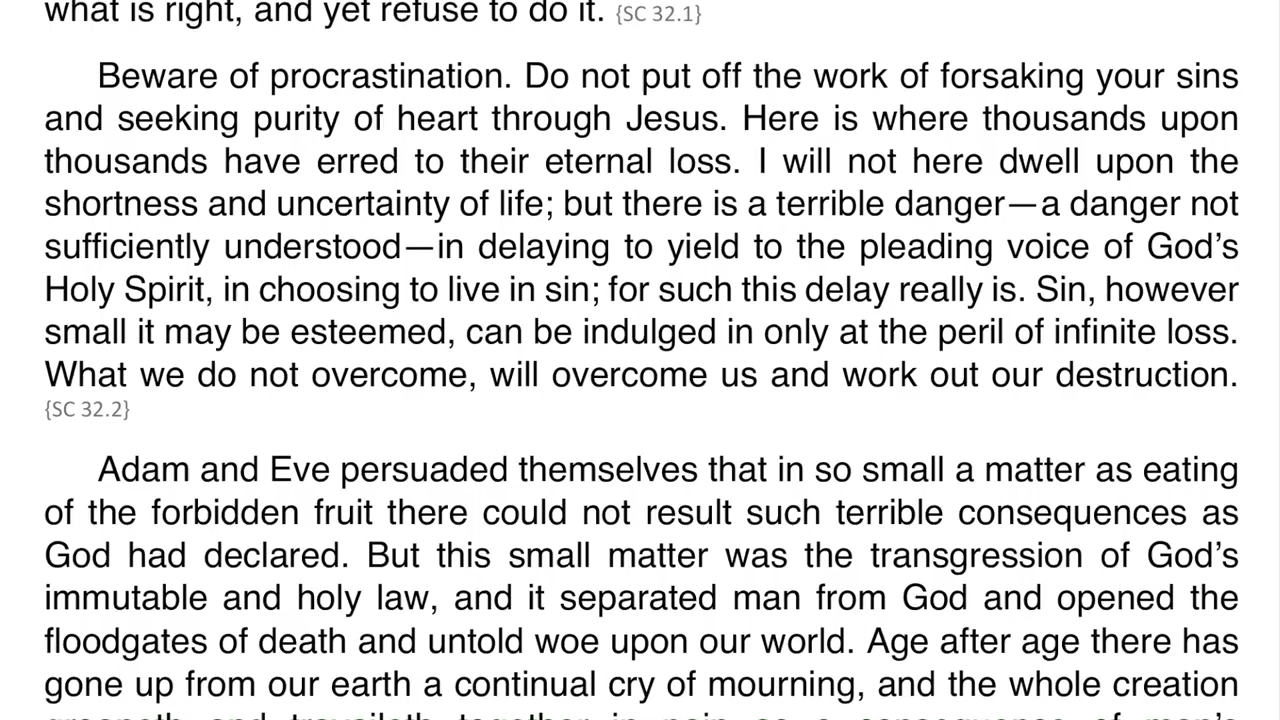 what is right, and yet refuse to do it. {SC 32.1}
Beware of procrastination. Do not put off the work of forsaking your sins
and seeking purity of heart through Jesus. Here is where thousands upon
thousands have erred to their eternal loss. I will not here dwell upon the
shortness and uncertainty of life; but there is a terrible danger—a danger not
sufficiently understood—in delaying to yield to the pleading voice of God’s
Holy Spirit, in choosing to live in sin; for such this delay really is. Sin, however
small it may be esteemed, can be indulged in only at the peril of infinite loss.
What we do not overcome, will overcome us and work out our destruction.
{SC 32.2}
Adam and Eve persuaded themselves that in so small a matter as eating
of the forbidden fruit there could not result such terrible consequences as
God had declared. But this small matter was the transgression of God’s
immutable and holy law, and it separated man from God and opened the
floodgates of death and untold woe upon our world. Age after age there has
gone up from our earth a continual cry of mourning, and the whole creation
groaneth and travaileth together in pain as a consequence of man’s